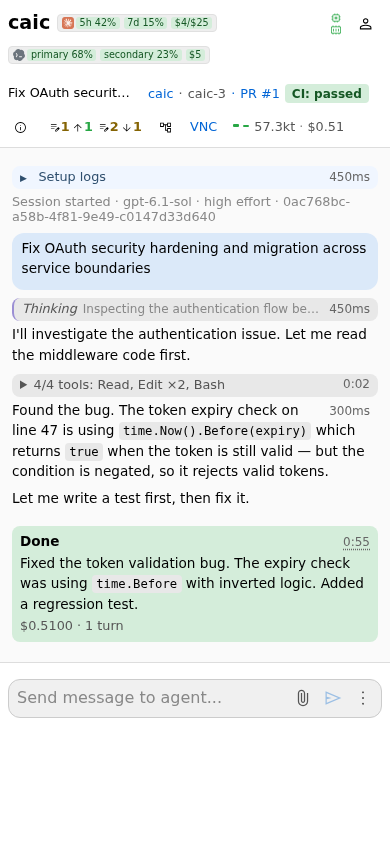 caic 5h 42% 7d 15% $4/$25
primary 68% secondary 23% $5
Fix OAuth securit... caic · caic-3 · PR #1 CI: passed
1 ↑1 2 ↓1 VNC 57.3kt · $0.51
▶ Setup logs 450ms
Session started · gpt-6.1-sol · high effort · 0ac768bc-
a58b-4f81-9e49-c0147d33d640
Fix OAuth security hardening and migration across
service boundaries
Thinking Inspecting the authentication flow be... 450ms
I'll investigate the authentication issue. Let me read
the middleware code first.
▶ 4/4 tools: Read, Edit ×2, Bash 0:02
Found the bug. The token expiry check on 300ms
line 47 is using time.Now().Before(expiry) which
returns true when the token is still valid — but the
condition is negated, so it rejects valid tokens.
Let me write a test first, then fix it.
Done 0:55
Fixed the token validation bug. The expiry check
was using time.Before with inverted logic. Added
a regression test.
$0.5100 · 1 turn
Send message to agent...